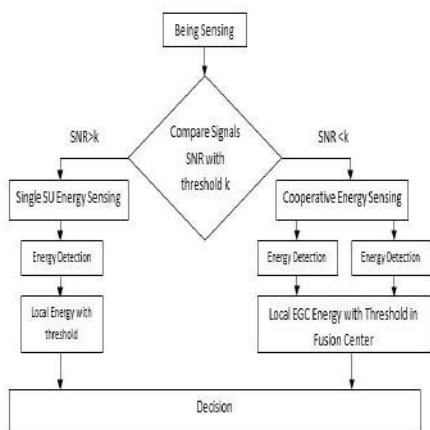 Being Sensing
Compare Signals
SNR with
threshold k
SNR>k
SNR <k
Single SU Energy Sensing
Cooperative Energy Sensing
Energy Detection
Energy Detection
Energy Detection
Local Energy with
threshold
Local EGC Energy with Threshold in
Fusion Center
Decision